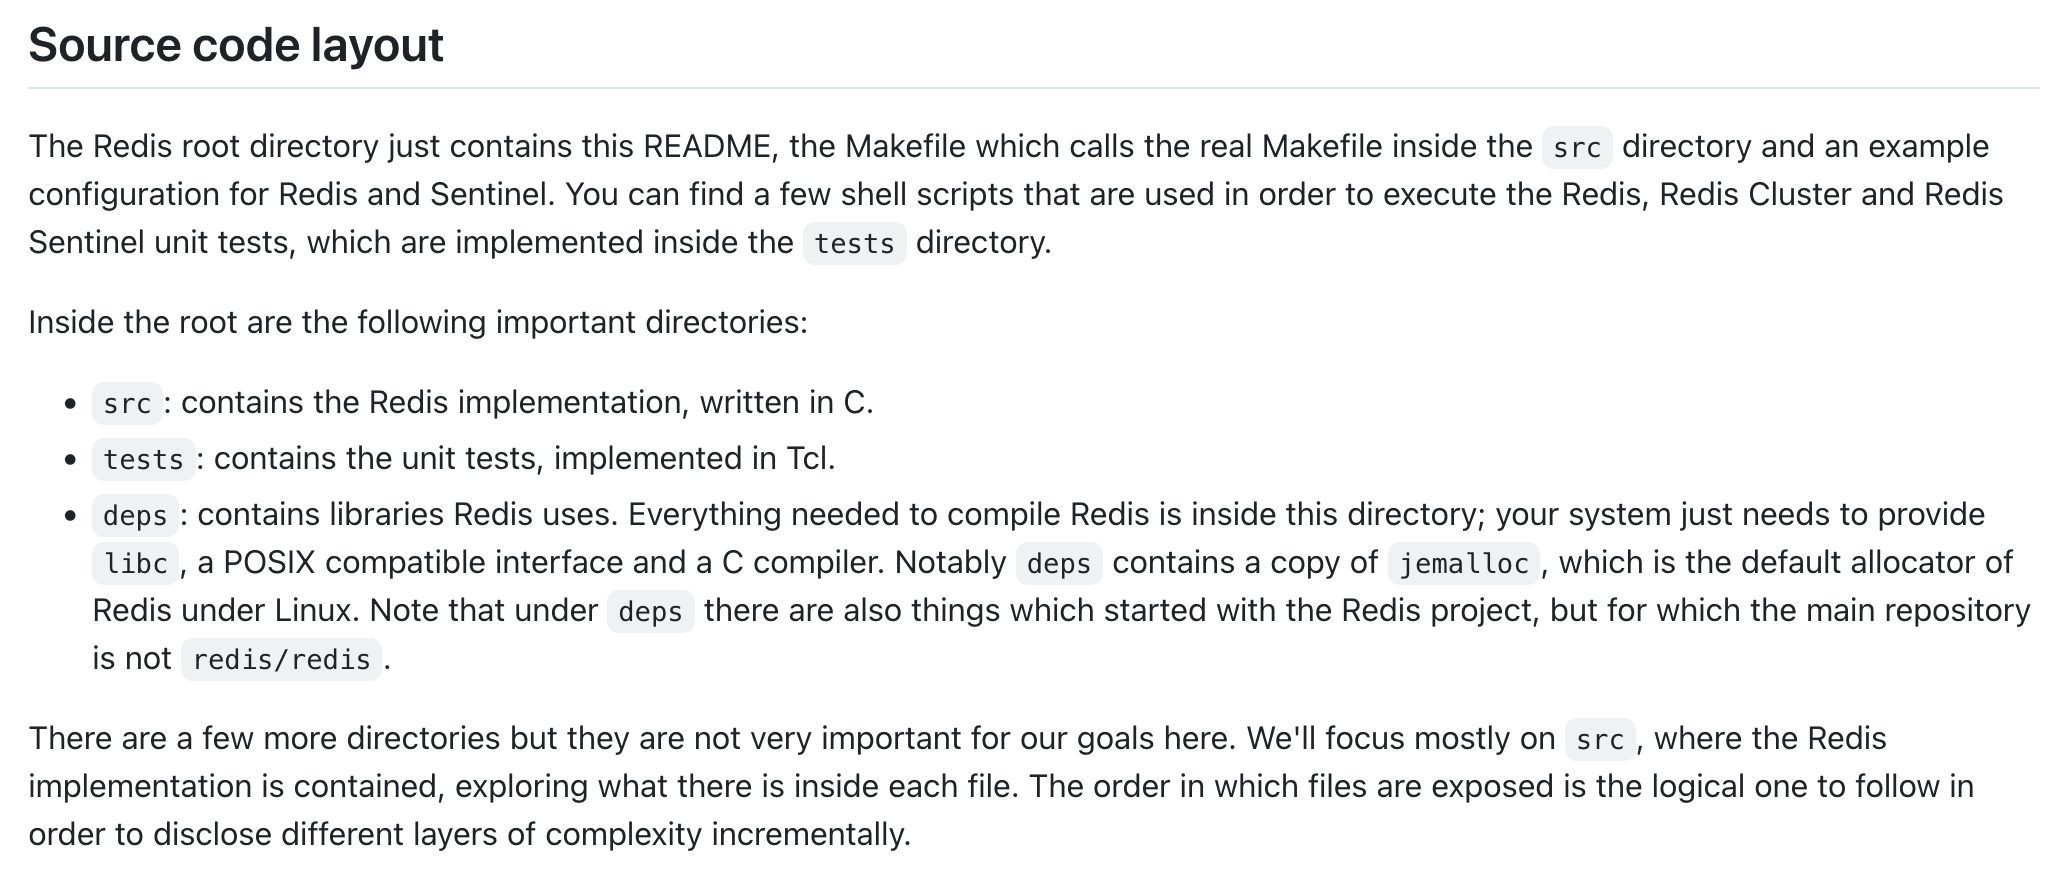 Source code layout
The Redis root directory just contains this README, the Makefile which calls the real Makefile inside the src directory and an example
configuration for Redis and Sentinel. You can find a few shell scripts that are used in order to execute the Redis, Redis Cluster and Redis
Sentinel unit tests, which are implemented inside the tests directory.
Inside the root are the following important directories:
• src: contains the Redis implementation, written in C.
• tests: contains the unit tests, implemented in Tcl.
• deps: contains libraries Redis uses. Everything needed to compile Redis is inside this directory; your system just needs to provide
libc, a POSIX compatible interface and a C compiler. Notably deps contains a copy of jemalloc, which is the default allocator of
Redis under Linux. Note that under deps there are also things which started with the Redis project, but for which the main repository
is not redis/redis.
There are a few more directories but they are not very important for our goals here. We'll focus mostly on src, where the Redis
implementation is contained, exploring what there is inside each file. The order in which files are exposed is the logical one to follow in
order to disclose different layers of complexity incrementally.